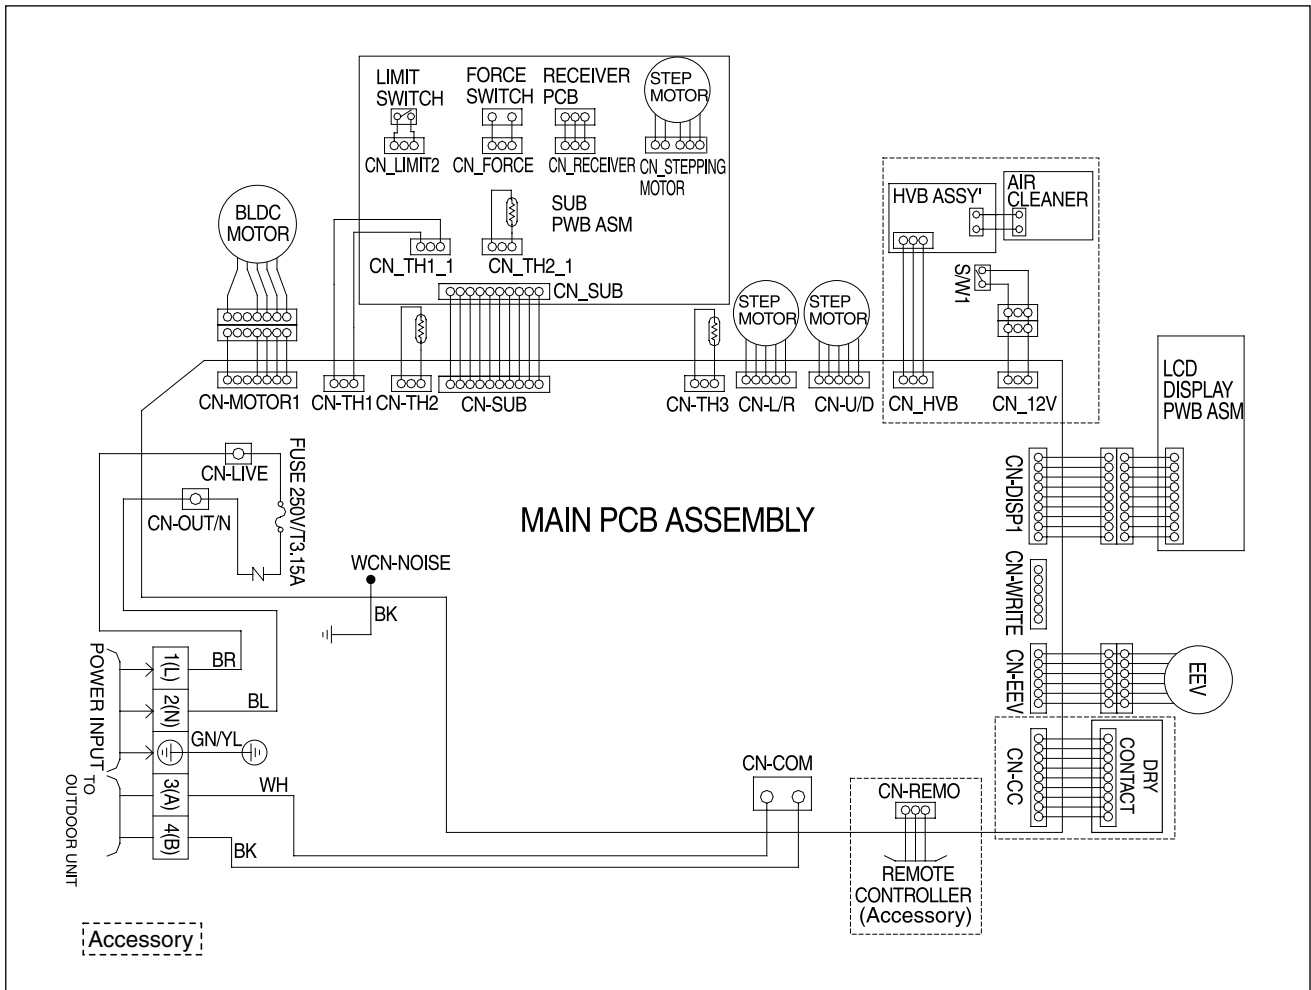 LIMIT
SWITCH
FORCE
SWITCH
RECEIVER
PCB
STEP
MOTOR
CN_LIMIT2
CN_FORCE
CN_RECEIVER
CN_STEPPING
MOTOR
BLDC
MOTOR
SUB
PWB ASM
CN_TH1_1
CN_TH2_1
CN_SUB
HVB ASSY'
AIR
CLEANER
S/W1
STEP
MOTOR
STEP
MOTOR
CN-MOTOR1
CN-TH1
CN-TH2
CN-SUB
CN-TH3
CN-L/R
CN-U/D
CN_HVB
CN_12V
LCD
DISPLAY
PWB ASM
CN-LIVE
CN-OUT/N
FUSE 250V/T3.15A
N
MAIN PCB ASSEMBLY
CN-DISP1
WCN-NOISE
BK
CN-WRITE
CN-EEV
EEV
POWER INPUT
1(L)
BR
2(N)
BL
GN/YL
TO
OUTDOOR UNIT
3(A)
WH
4(B)
BK
CN-COM
CN-REMO
REMOTE
CONTROLLER
(Accessory)
CN-CC
DRY
CONTACT
Accessory